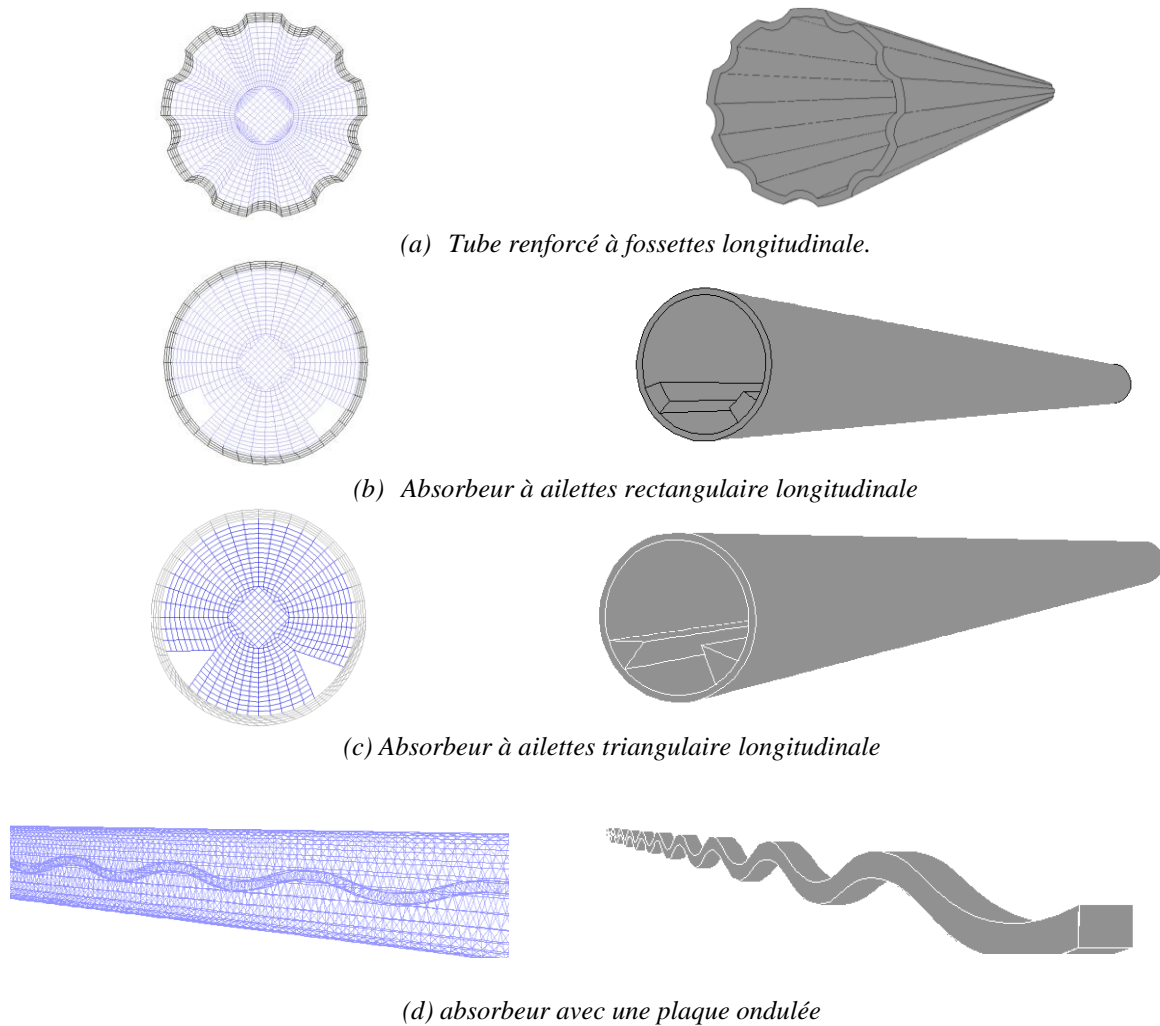 (a) Tube renforcé à fossettes longitudinale.
(b) Absorbeur à ailettes rectangulaire longitudinale
(c) Absorbeur à ailettes triangulaire longitudinale
(d) absorbeur avec une plaque ondulée